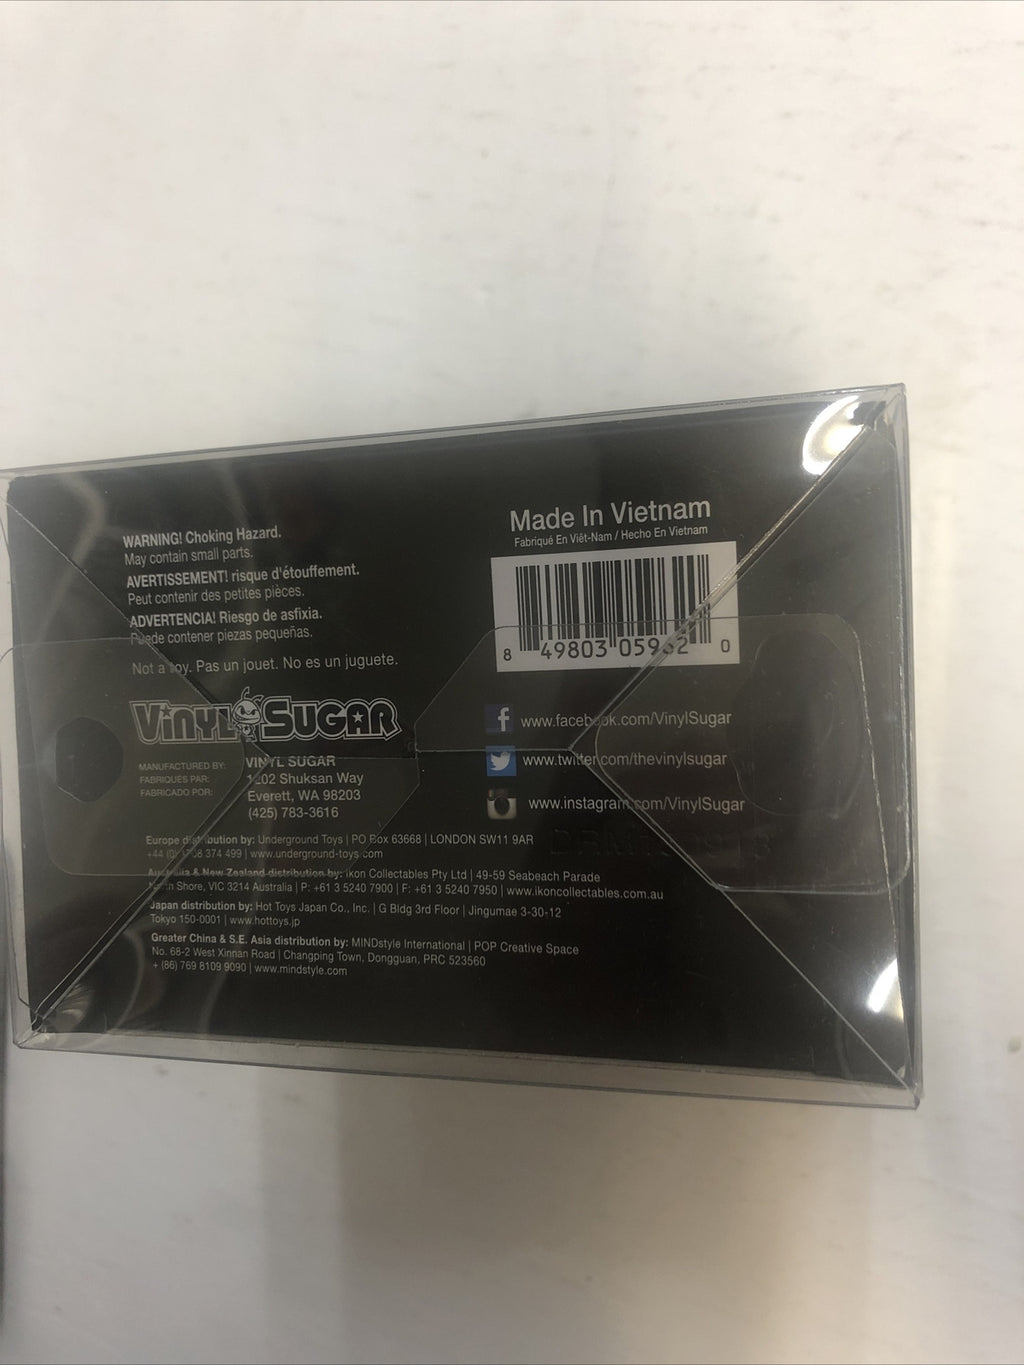 WARNING! Choking Hazard.
May contain small parts.
AVERTISSEMENT! risque d'étouffement.
Peut contenir des petites pièces.
ADVERTENCIA! Riesgo de asfixia.
Puede contener piezas pequeñas.
Not a toy. Pas un jouet. No es un juguete.
VINYL SUGAR
MANUFACTURED BY:
FABRIQUÉS PAR:
FABRICADO POR:
VINYL SUGAR
1202 Shuksan Way
Everett, WA 98203
(425) 783-3616
Made In Vietnam
Fabriqué En Viêt-Nam / Hecho En Vietnam
8 49803 05962 0
www.facebook.com/VinylSugar
www.twitter.com/thevinylsugar
www.instagram.com/VinylSugar
Europe distribution by: Underground Toys | PO Box 63668 | LONDON SW11 9AR
374 499 | www.underground-toys.com
Australia & New Zealand distribution by: Ikon Collectables Pty Ltd | 49-59 Seabeach Parade
North Shore, VIC 3214 Australia | P: +61 3 5240 7900 | F: +61 3 5240 7950 | www.ikoncollectables.com.au
Japan distribution by: Hot Toys Japan Co., Inc. | G Bldg 3rd Floor | Jingumae 3-30-12
Tokyo 150-0001 | www.hottoys.jp
Greater China & S.E. Asia distribution by: MINDstyle International | POP Creative Space
No. 68-2 West Xinnan Road | Changping Town, Dongguan, PRC 523560
+ (86) 769 8109 9090 | www.mindstyle.com